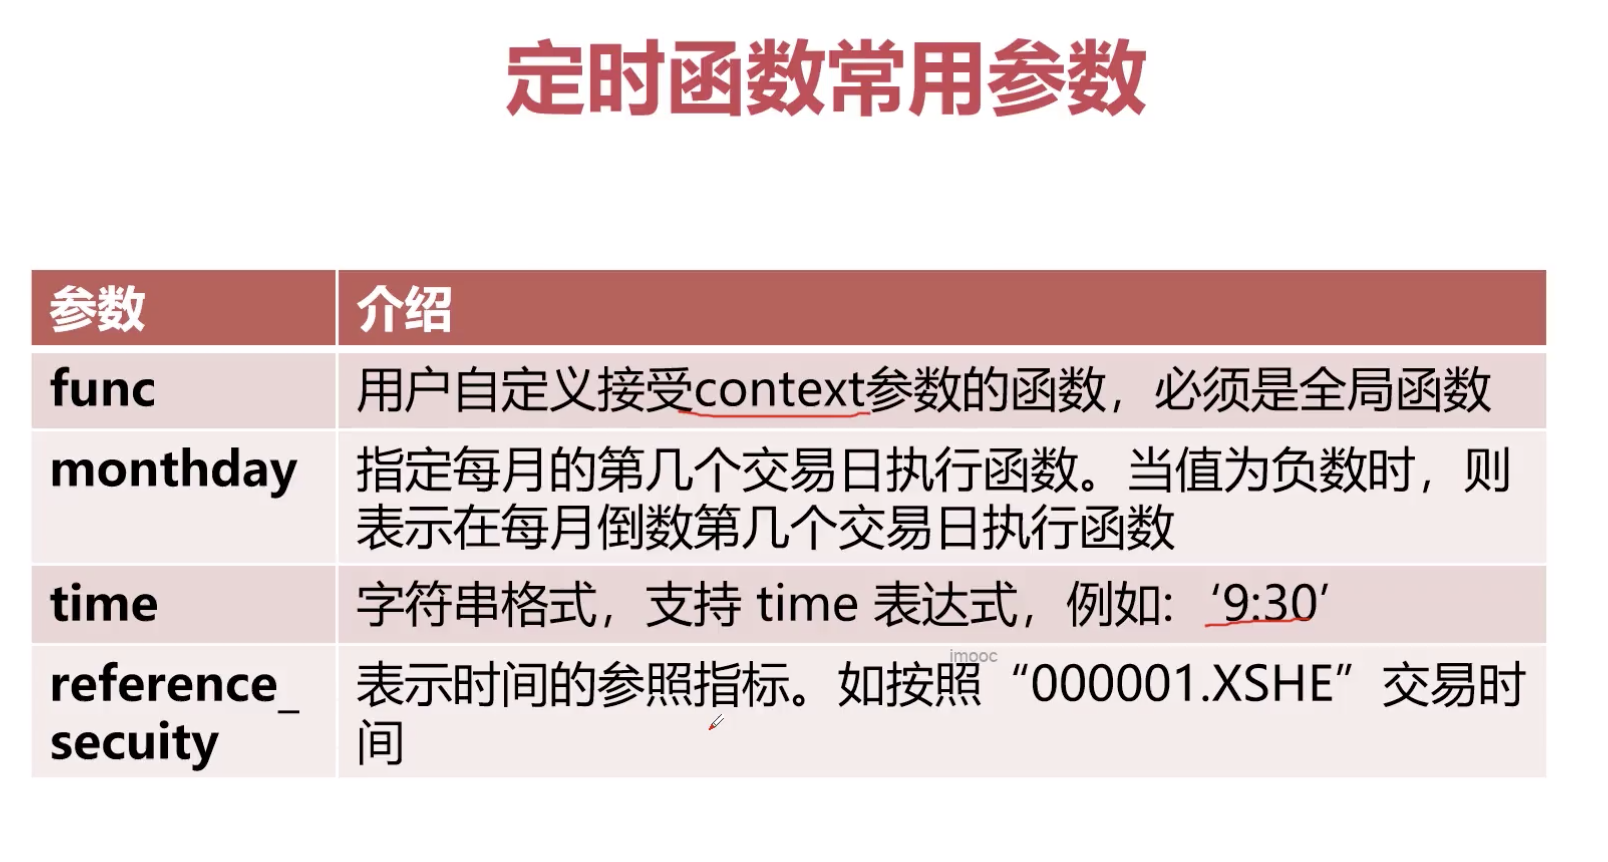 定时函数常用参数
参数
介绍
func
用户自定义接受context参数的函数，必须是全局函数
monthday
指定每月的第几个交易日执行函数。当值为负数时，则
表示在每月倒数第几个交易日执行函数
time
字符串格式，支持 time 表达式，例如：‘9:30’
imooc
reference_
secuity
表示时间的参照指标。如按照“000001.XSHE”交易时
间